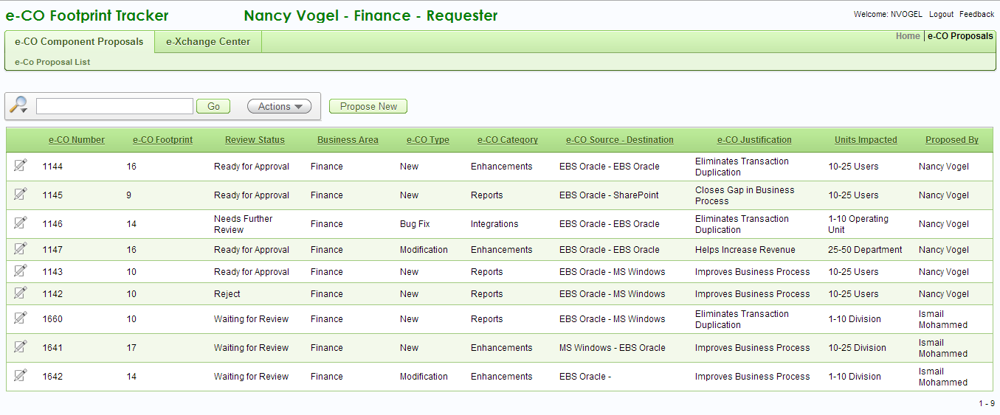 e-CO Footprint Tracker Nancy Vogel - Finance - Requester Welcome: NVOGEL Logout Feedback
e-CO Component Proposals e-Xchange Center Home e-CO Proposals
e-Co Proposal List
Go Actions Propose New
e-CO Number e-CO Footprint Review Status Business Area e-CO Type e-CO Category e-CO Source - Destination e-CO Justification Units Impacted Proposed By
1144 16 Ready for Approval Finance New Enhancements EBS Oracle - EBS Oracle Eliminates Transaction Duplication 10-25 Users Nancy Vogel
1145 9 Ready for Approval Finance New Reports EBS Oracle - SharePoint Closes Gap in Business Process 10-25 Users Nancy Vogel
1146 14 Needs Further Review Finance Bug Fix Integrations EBS Oracle - EBS Oracle Eliminates Transaction Duplication 1-10 Operating Unit Nancy Vogel
1147 16 Ready for Approval Finance Modification Enhancements EBS Oracle - EBS Oracle Helps Increase Revenue 25-50 Department Nancy Vogel
1143 10 Ready for Approval Finance New Reports EBS Oracle - MS Windows Improves Business Process 10-25 Users Nancy Vogel
1142 10 Reject Finance New Reports EBS Oracle - MS Windows Improves Business Process 10-25 Users Nancy Vogel
1660 10 Waiting for Review Finance New Reports EBS Oracle - MS Windows Eliminates Transaction Duplication 1-10 Division Ismail Mohammed
1641 17 Waiting for Review Finance New Enhancements MS Windows - EBS Oracle Improves Business Process 10-25 Division Ismail Mohammed
1642 14 Waiting for Review Finance Modification Enhancements EBS Oracle - Improves Business Process 1-10 Division Ismail Mohammed
1 - 9